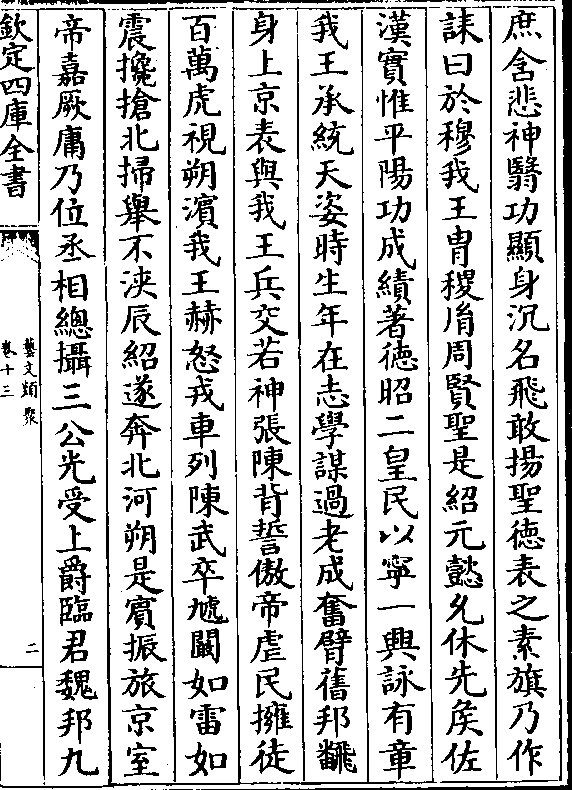 庶含悲神翳功顯身沉名飛敢揚聖徳表之素旗乃作
誄曰於穆我王冑稷胤周賢聖是紹元懿允休先侯佐
漢實惟平陽功成績著徳昭二皇民以寧一興詠有章
我王承統天姿時生年在志學謀過老成奮臂舊邦飜
身上京表與我王兵交若神張陳背誓傲帝虐民擁徒
百萬虎視朔濱我王赫怒戎車列陳武卒虓闞如雷如
震攙搶北掃舉不浹辰紹遂奔北河朔是賓振旅京室
帝嘉厥庸乃位丞相總攝三公光受上爵臨君魏邦九
欽定四庫全書
藝文類聚
卷十三
二